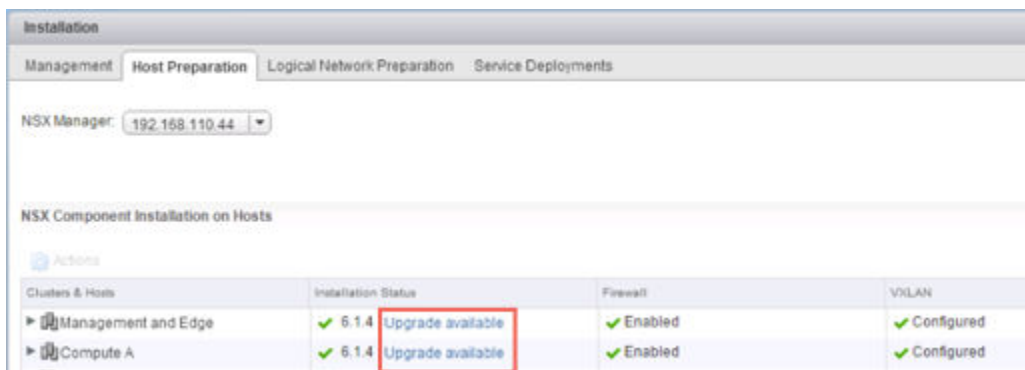 Installation
Management Host Preparation Logical Network Preparation Service Deployments
NSX Manager: 192.168.110.44
NSX Component Installation on Hosts
Actions
Clusters & Hosts Installation Status Firewall VXLAN
Management and Edge 6.1.4 Upgrade available Enabled Configured
Compute A 6.1.4 Upgrade available Enabled Configured